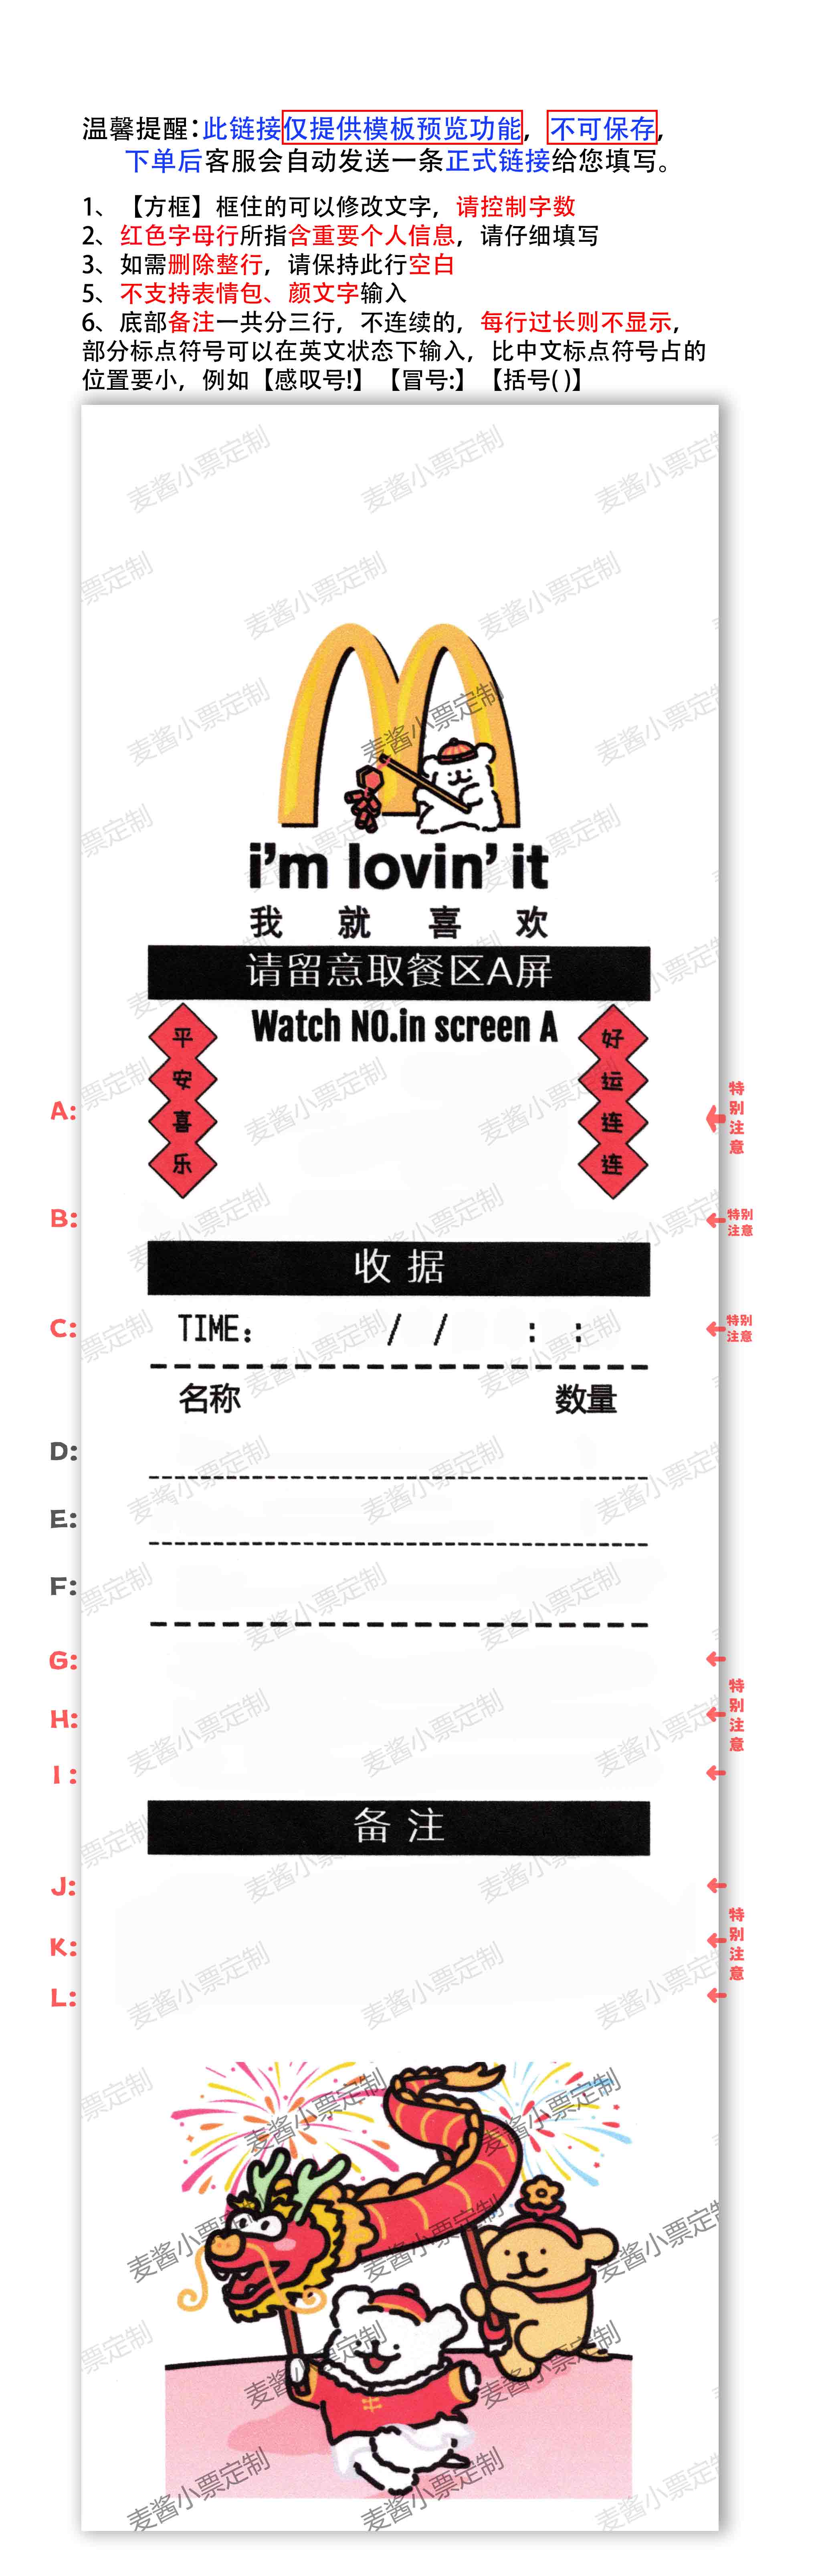 温馨提醒:此链接仅提供模板预览功能，不可保存，
下单后客服会自动发送一条正式链接给您填写。
1、【方框】框住的可以修改文字，请控制字数
2、红色字母行所指含重要个人信息，请仔细填写
3、如需删除整行，请保持此行空白
5、不支持表情包、颜文字输入
6、底部备注一共分三行，不连续的，每行过长则不显示，
部分标点符号可以在英文状态下输入，比中文标点符号占的
位置要小，例如【感叹号!】【冒号:】【括号( )】
麦酱小票定制
i'm lovin' it
我就喜欢
请留意取餐区A屏
Watch NO.in screen A
平安喜乐
好运连连
A:
特别注意
B:
特别注意
收据
C:
TIME: / / : :
特别注意
名称 数量
D:
E:
F:
G:
H:
特别注意
I:
备注
J:
K:
特别注意
L: